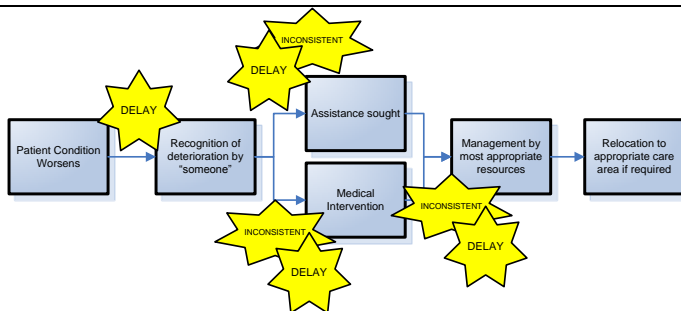 INCONSISTENT
DELAY
DELAY
Assistance sought
Patient Condition
Worsens
Recognition of
deterioration by
“someone”
Management by
most appropriate
resources
Relocation to
appropriate care
area if required
Medical
Intervention
INCONSISTENT
INCONSISTENT
DELAY
DELAY